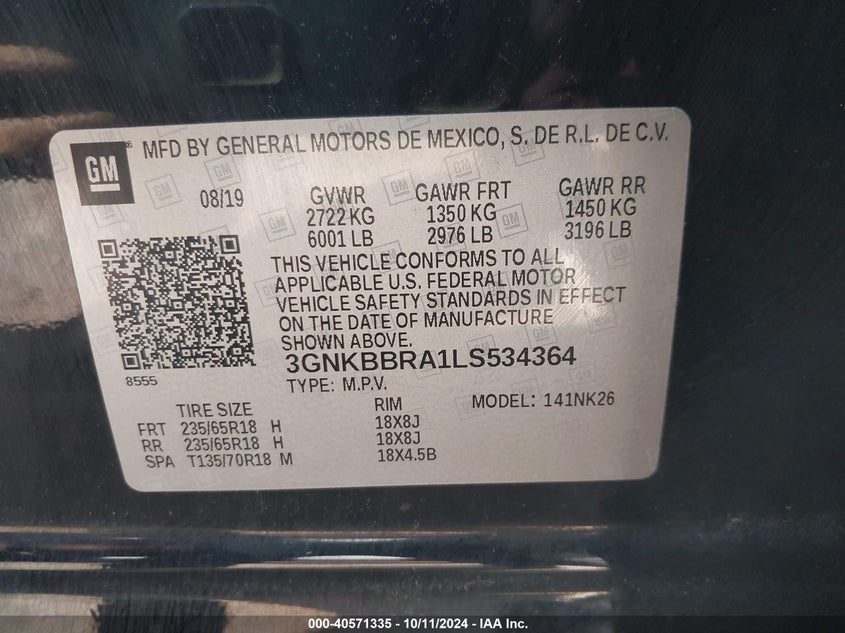 GM
MFD BY GENERAL MOTORS DE MEXICO, S. DE R.L. DE C.V.
08/19 GVWR GAWR FRT GAWR RR
2722 KG 1350 KG 1450 KG
6001 LB 2976 LB 3196 LB
THIS VEHICLE CONFORMS TO ALL
APPLICABLE U.S. FEDERAL MOTOR
VEHICLE SAFETY STANDARDS IN EFFECT
ON THE DATE OF MANUFACTURE
SHOWN ABOVE.
8555
3GNKBBRA1LS534364
TYPE: M.P.V.
MODEL: 141NK26
TIRE SIZE RIM
FRT 235/65R18 H 18X8J
RR 235/65R18 H 18X8J
SPA T135/70R18 M 18X4.5B
000-40571335 - 10/11/2024 - IAA Inc.